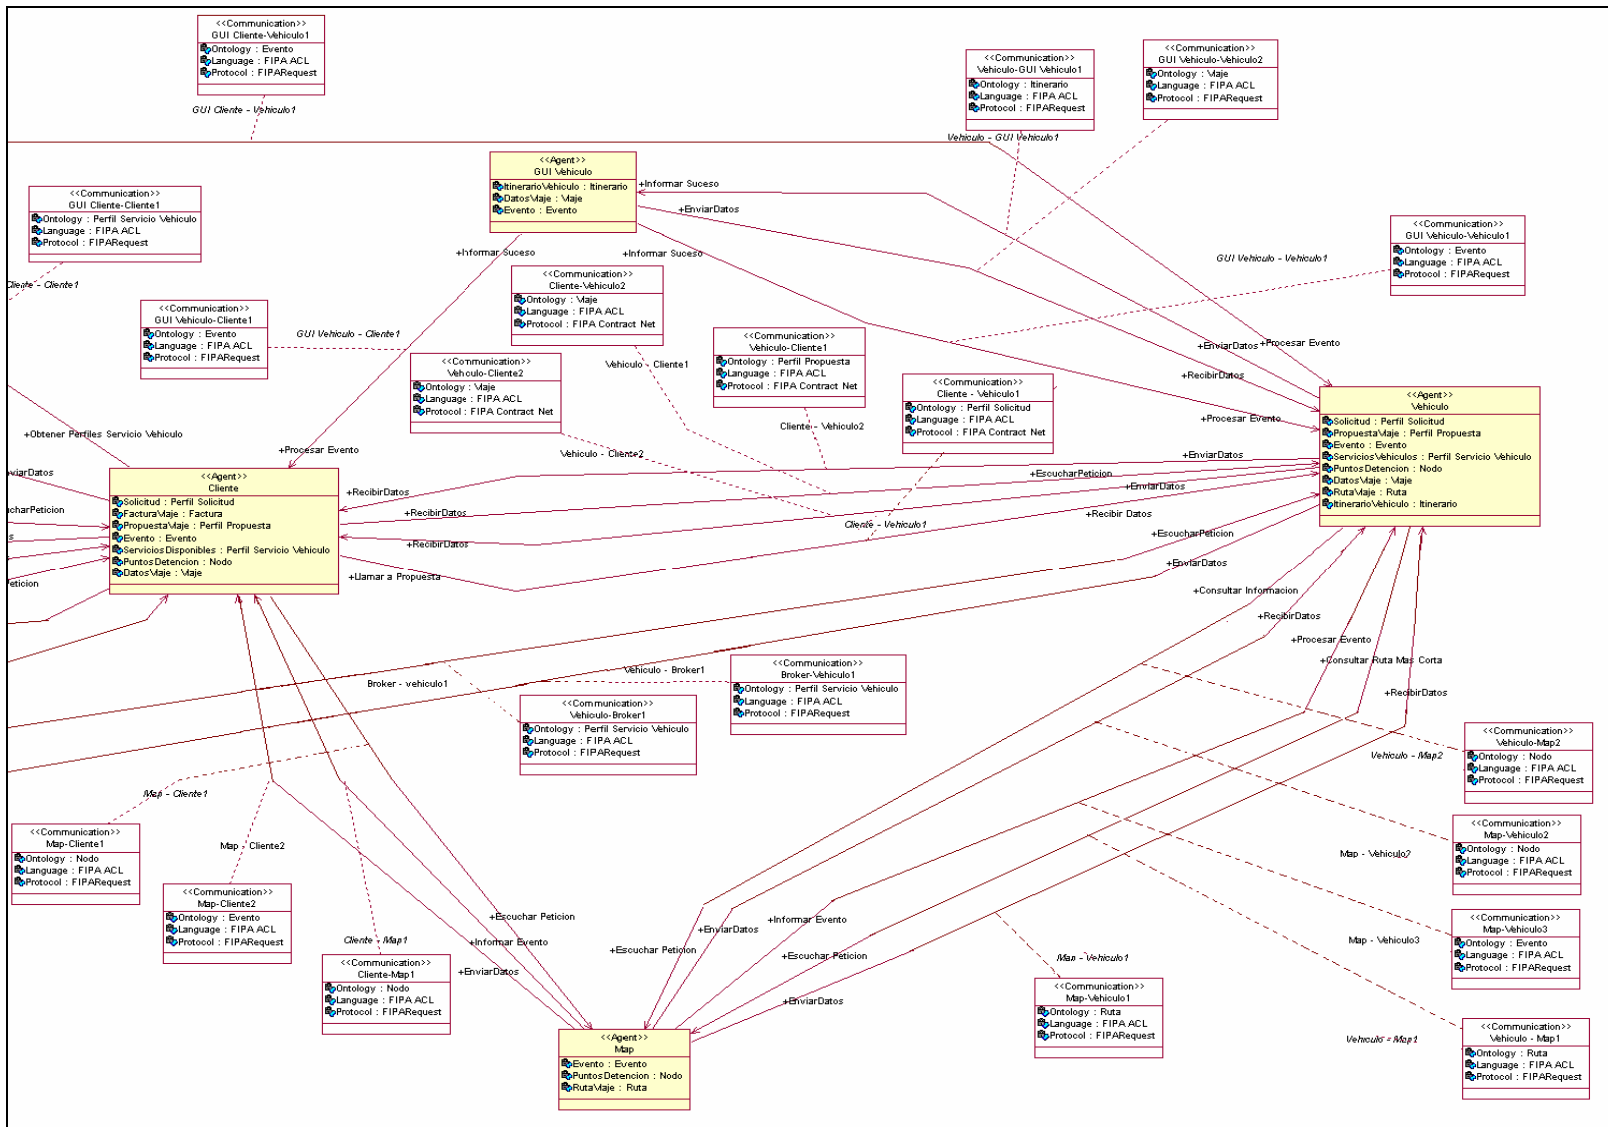 <<Communication>>
GUI Cliente-Vehiculo1
Ontology : Evento
Language : FIPA ACL
Protocol : FIPARequest
GUI Cliente - Vehiculo1
<<Communication>>
Vehiculo-GUI Vehiculo1
Ontology : Itinerario
Language : FIPA ACL
Protocol : FIPARequest
Vehiculo - GUI Vehiculo1
<<Communication>>
GUI Vehiculo-Vehiculo2
Ontology : Viaje
Language : FIPA ACL
Protocol : FIPARequest
<<Agent>>
GUI Vehiculo
ItinerarioVehiculo : Itinerario
DatosViaje : Viaje
Evento : Evento
+Informar Suceso
+EnviarDatos
+Informar Suceso
+Informar Suceso
<<Communication>>
GUI Cliente-Cliente1
Ontology : Perfil Servicio Vehiculo
Language : FIPA ACL
Protocol : FIPARequest
Cliente - Cliente1
<<Communication>>
GUI Vehiculo-Vehiculo1
Ontology : Evento
Language : FIPA ACL
Protocol : FIPARequest
GUI Vehiculo - Vehiculo1
<<Communication>>
Cliente-Vehiculo2
Ontology : Viaje
Language : FIPA ACL
Protocol : FIPA Contract Net
<<Communication>>
GUI Vehiculo-Cliente1
Ontology : Evento
Language : FIPA ACL
Protocol : FIPARequest
GUI Vehiculo - Cliente1
<<Communication>>
Vehculo-Cliente2
Ontology : Viaje
Language : FIPA ACL
Protocol : FIPA Contract Net
Vehiculo - Cliente1
<<Communication>>
Vehiculo-Cliente1
Ontology : Perfil Propuesta
Language : FIPA ACL
Protocol : FIPA Contract Net
<<Communication>>
Cliente - Vehiculo1
Ontology : Perfil Solicitud
Language : FIPA ACL
Protocol : FIPA Contract Net
+EnviarDatos
+Procesar Evento
+RecibirDatos
+Procesar Evento
<<Agent>>
Vehiculo
Solicitud : Perfil Solicitud
PropuestaViaje : Perfil Propuesta
Evento : Evento
ServiciosVehiculos : Perfil Servicio Vehiculo
PuntosDetencion : Nodo
DatosViaje : Viaje
RutaViaje : Ruta
ItinerarioVehiculo : Itinerario
Cliente - Vehiculo2
Vehiculo - Cliente2
+Obtener Perfiles Servicio Vehiculo
+Procesar Evento
+EnviarDatos
+EscucharPeticion
+EnviarDatos
+RecibirDatos
+RecibirDatos
+Recibir Datos
Cliente - Vehiculo1
+RecibirDatos
+EscucharPeticion
+EnviarDatos
+Llamar a Propuesta
nviarDatos
ucharPeticion
s
eticion
<<Agent>>
Cliente
Solicitud : Perfil Solicitud
FacturaViaje : Factura
PropuestaViaje : Perfil Propuesta
Evento : Evento
ServiciosDisponibles : Perfil Servicio Vehiculo
PuntosDetencion : Nodo
DatosViaje : Viaje
+Consultar Informacion
+RecibirDatos
+Procesar Evento
+Consultar Ruta Mas Corta
+RecibirDatos
Broker - vehiculo1
Vehiculo - Broker1
<<Communication>>
Broker-Vehiculo1
Ontology : Perfil Servicio Vehiculo
Language : FIPA ACL
Protocol : FIPARequest
<<Communication>>
Vehiculo-Broker1
Ontology : Perfil Servicio Vehiculo
Language : FIPA ACL
Protocol : FIPARequest
<<Communication>>
Vehiculo-Map2
Ontology : Nodo
Language : FIPA ACL
Protocol : FIPARequest
Vehiculo - Map2
Map - Cliente1
<<Communication>>
Map-Cliente1
Ontology : Nodo
Language : FIPA ACL
Protocol : FIPARequest
Map - Cliente2
<<Communication>>
Map-Vehiculo2
Ontology : Nodo
Language : FIPA ACL
Protocol : FIPARequest
Map - Vehiculo2
<<Communication>>
Map-Cliente2
Ontology : Evento
Language : FIPA ACL
Protocol : FIPARequest
Cliente - Map1
<<Communication>>
Cliente-Map1
Ontology : Nodo
Language : FIPA ACL
Protocol : FIPARequest
+Escuchar Peticion
+Informar Evento
+EnviarDatos
+Escuchar Peticion
+EnviarDatos
+Informar Evento
+Escuchar Peticion
+EnviarDatos
<<Communication>>
Map-Vehiculo3
Ontology : Evento
Language : FIPA ACL
Protocol : FIPARequest
Map - Vehiculo3
Map - Vehiculo1
<<Communication>>
Map-Vehiculo1
Ontology : Ruta
Language : FIPA ACL
Protocol : FIPARequest
<<Communication>>
Vehiculo - Map1
Ontology : Ruta
Language : FIPA ACL
Protocol : FIPARequest
Vehiculo - Map1
<<Agent>>
Map
Evento : Evento
PuntosDetencion : Nodo
RutaViaje : Ruta